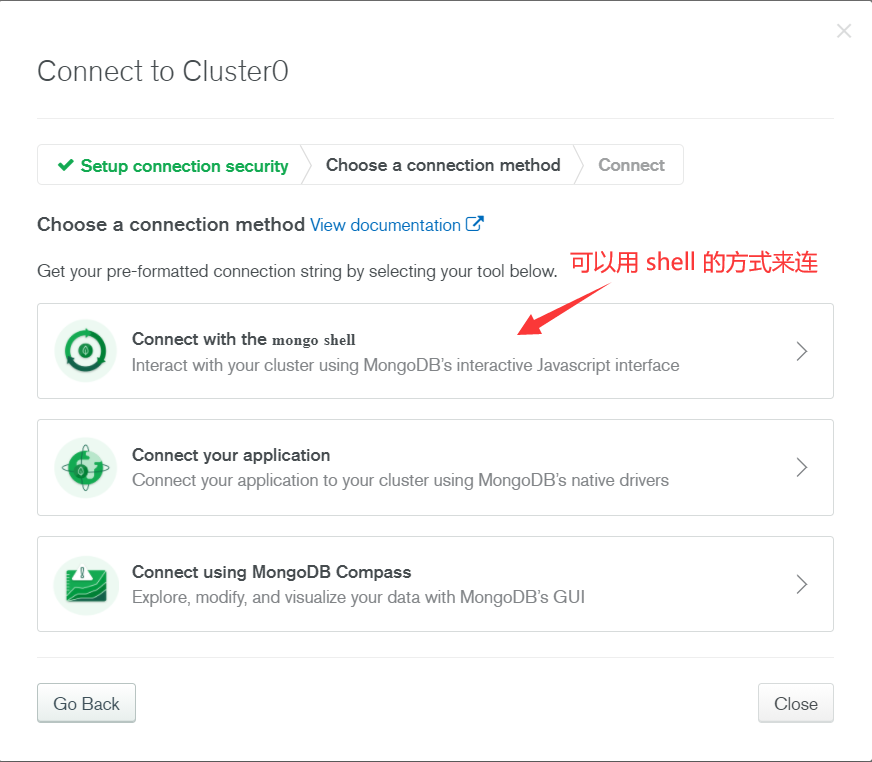 Connect to Cluster0
Setup connection security
Choose a connection method
Connect
Choose a connection method View documentation
Get your pre-formatted connection string by selecting your tool below.
可以用 shell 的方式来连
Connect with the mongo shell
Interact with your cluster using MongoDB's interactive Javascript interface
Connect your application
Connect your application to your cluster using MongoDB's native drivers
Connect using MongoDB Compass
Explore, modify, and visualize your data with MongoDB's GUI
Go Back
Close